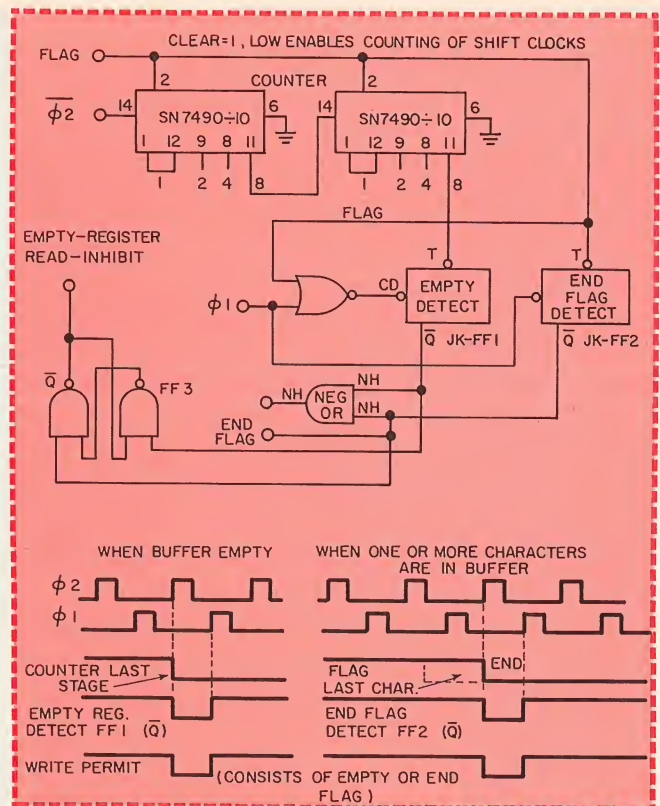 CLEAR=1, LOW ENABLES COUNTING OF SHIFT CLOCKS
FLAG
2
COUNTER
2
φ2
14
SN7490÷10
6
14
SN7490÷10
6
1 12 9 8 11
1 12 9 8 11
1 2 4 8
1 2 4 8
FLAG
EMPTY-REGISTER
READ-INHIBIT
T
T
φ1
CD
EMPTY
DETECT
END
FLAG
DETECT
Q JK-FF1
Q JK-FF2
Q
FF3
NH
NEG
OR
NH
NH
END
FLAG
WHEN BUFFER EMPTY
WHEN ONE OR MORE CHARACTERS
ARE IN BUFFER
φ2
φ1
COUNTER LAST
STAGE
FLAG
LAST CHAR.
END
EMPTY REG.
DETECT FF1 (Q)
END FLAG
DETECT FF2 (Q)
WRITE PERMIT
(CONSISTS OF EMPTY OR END
FLAG)